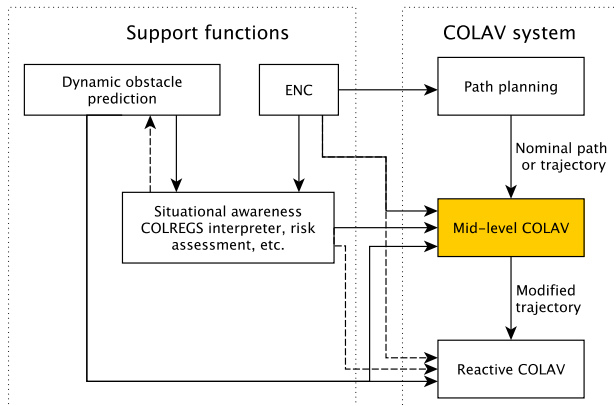 Support functions
COLAV system
Dynamic obstacle
prediction
ENC
Path planning
Nominal path
or trajectory
Situational awareness
COLREGS interpreter, risk
assessment, etc.
Mid-level COLAV
Modified
trajectory
Reactive COLAV